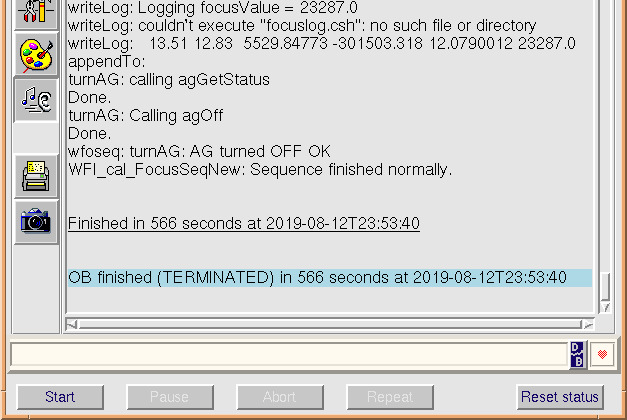 writeLog: Logging focusValue = 23287.0
writeLog: couldn't execute "focuslog.csh": no such file or directory
writeLog:   13.51 12.83  5529.84773 -301503.318 12.0790012 23287.0
appendTo:
turnAG: calling agGetStatus
Done.
turnAG: Calling agOff
Done.
wfoseq: turnAG: AG turned OFF OK
WFI_cal_FocusSeqNew: Sequence finished normally.
Finished in 566 seconds at 2019-08-12T23:53:40
OB finished (TERMINATED) in 566 seconds at 2019-08-12T23:53:40
D
B
Start
Pause
Abort
Repeat
Reset status